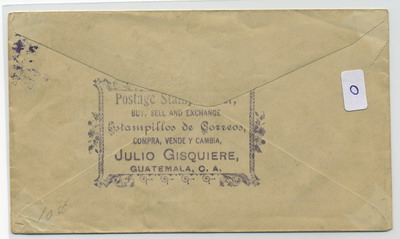 Postage Stamp
BUY, SELL AND EXCHANGE
Estampillos de Correos,
COMPRA, VENDE Y CAMBIA,
JULIO GISQUIERE,
GUATEMALA, C. A.
0